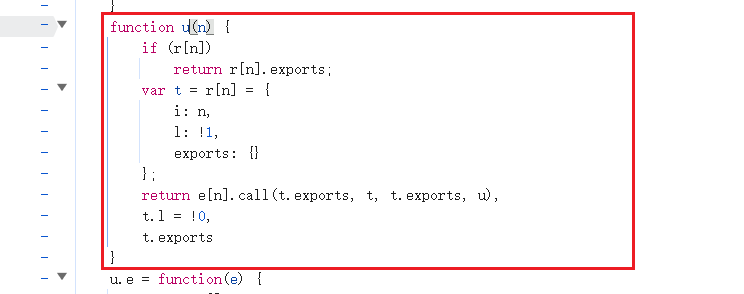 }
function u(n) {
if (r[n])
return r[n].exports;
var t = r[n] = {
i: n,
l: !1,
exports: {}
};
return e[n].call(t.exports, t, t.exports, u),
t.l = !0,
t.exports
}
u.e = function(e) {